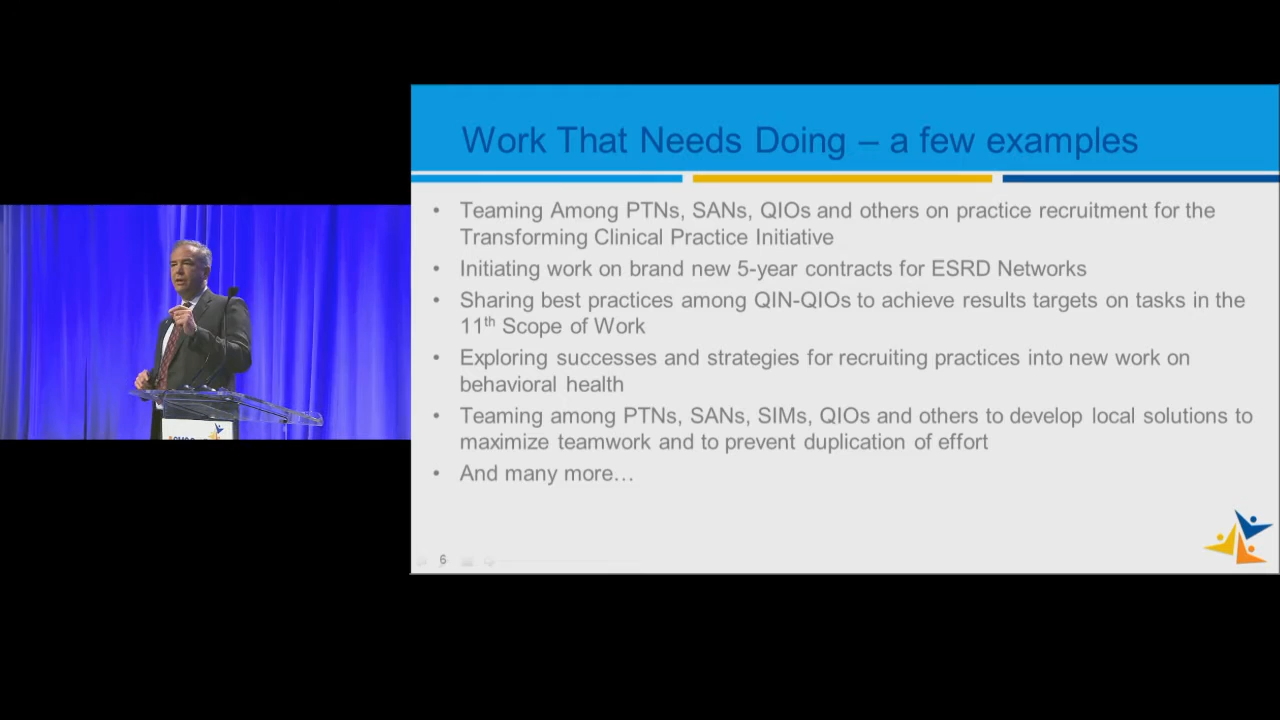 Work That Needs Doing – a few examples
• Teaming Among PTNs, SANs, QIOs and others on practice recruitment for the
Transforming Clinical Practice Initiative
• Initiating work on brand new 5-year contracts for ESRD Networks
• Sharing best practices among QIN-QIOs to achieve results targets on tasks in the
11th Scope of Work
• Exploring successes and strategies for recruiting practices into new work on
behavioral health
• Teaming among PTNs, SANs, SIMs, QIOs and others to develop local solutions to
maximize teamwork and to prevent duplication of effort
• And many more…
6